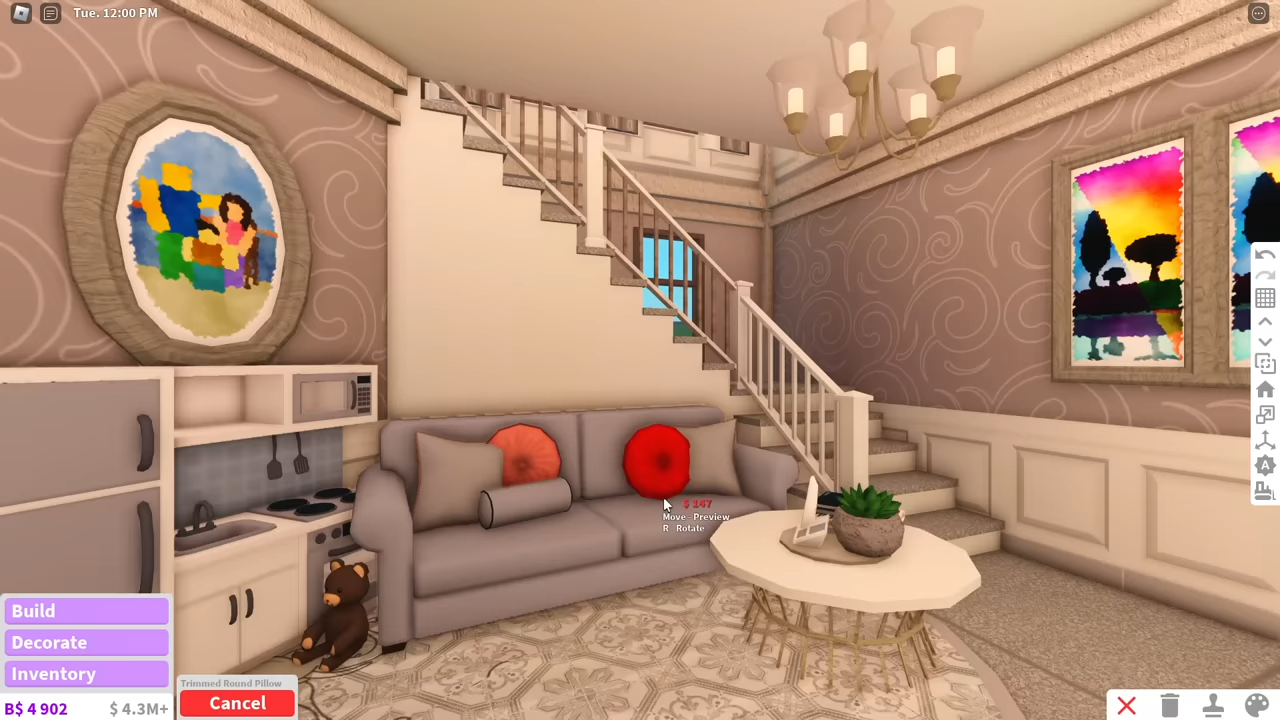 Tue. 12:00 PM
$ 147
Move - Preview
R Rotate
Build
Decorate
Inventory
B$ 4 902
$ 4.3M+
Trimmed Round Pillow
Cancel
A